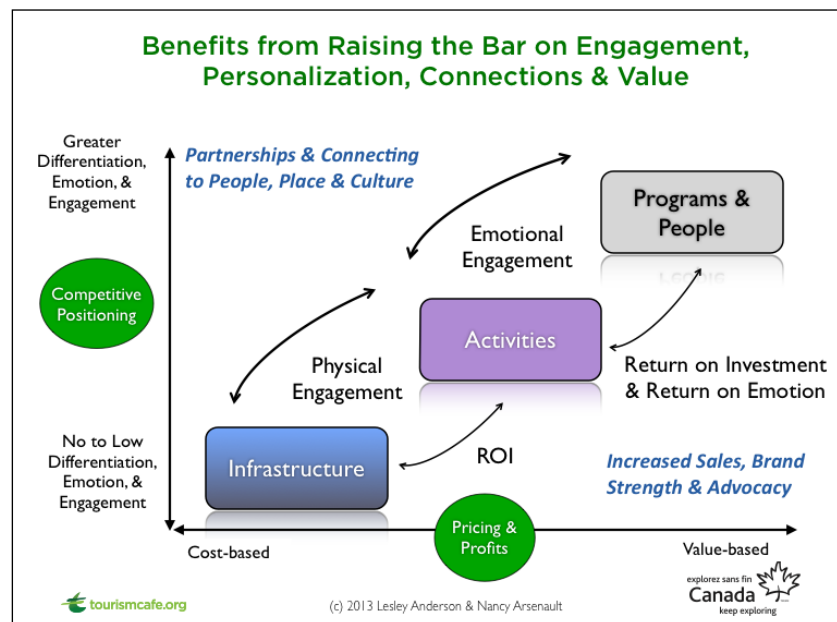 Benefits from Raising the Bar on Engagement,
Personalization, Connections & Value
Greater
Differentiation,
Emotion, &
Engagement
Partnerships & Connecting
to People, Place & Culture
Programs &
People
Emotional
Engagement
Competitive
Positioning
Activities
Physical
Engagement
Return on Investment
& Return on Emotion
No to Low
Differentiation,
Emotion, &
Engagement
Infrastructure
ROI
Increased Sales, Brand
Strength & Advocacy
Pricing &
Profits
Cost-based
Value-based
tourismcafe.org
(c) 2013 Lesley Anderson & Nancy Arsenault
explorez sans fin
Canada
keep exploring